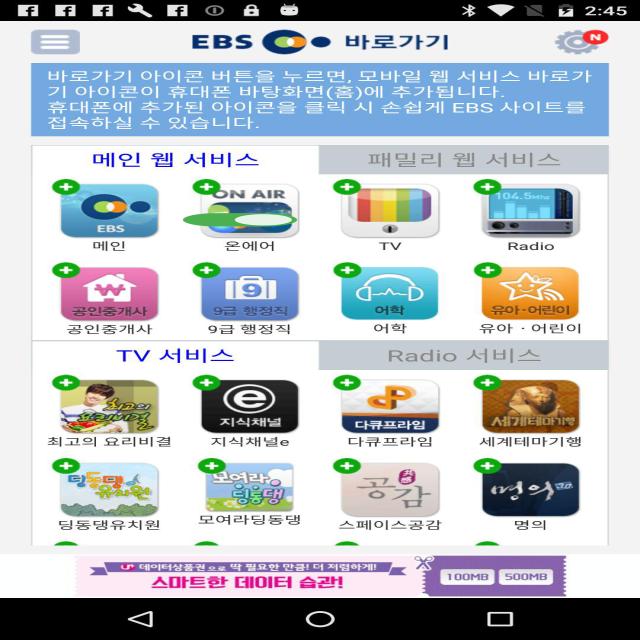 2:45
EBS 바로가기
N
바로가기 아이콘 버튼을 누르면, 모바일 웹 서비스 바로가
기 아이콘이 휴대폰 바탕화면(홈)에 추가됩니다.
휴대폰에 추가된 아이콘을 클릭 시 손쉽게 EBS 사이트를
접속하실 수 있습니다.
메인 웹 서비스
패밀리 웹 서비스
EBS
ON AIR
104.5MHz
메인
온에어
TV
Radio
공인중개사
9
9급 행정직
어학
유아·어린이
공인중개사
9급 행정직
어학
유아·어린이
TV 서비스
Radio 서비스
최고의 요리비결
e
지식채널
다큐프라임
세계테마기행
최고의 요리비결
지식채널e
다큐프라임
세계테마기행
딩동댕 유치원
모여라 딩동댕
공감
명의
딩동댕유치원
모여라딩동댕
스페이스공감
명의
데이터상품권으로 딱 필요한 만큼! 더 저렴하게!
스마트한 데이터 습관!
100MB
500MB